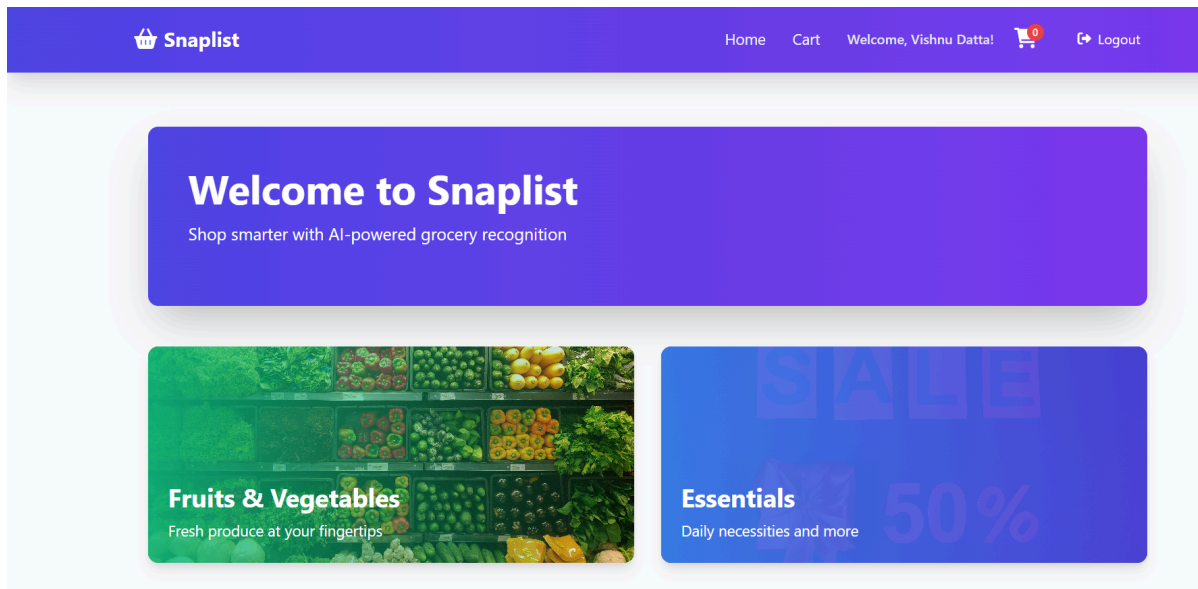 Snaplist
Home Cart Welcome, Vishnu Datta! 0 Logout
Welcome to Snaplist
Shop smarter with AI-powered grocery recognition
SALE
50%
Fruits & Vegetables
Fresh produce at your fingertips
Essentials
Daily necessities and more